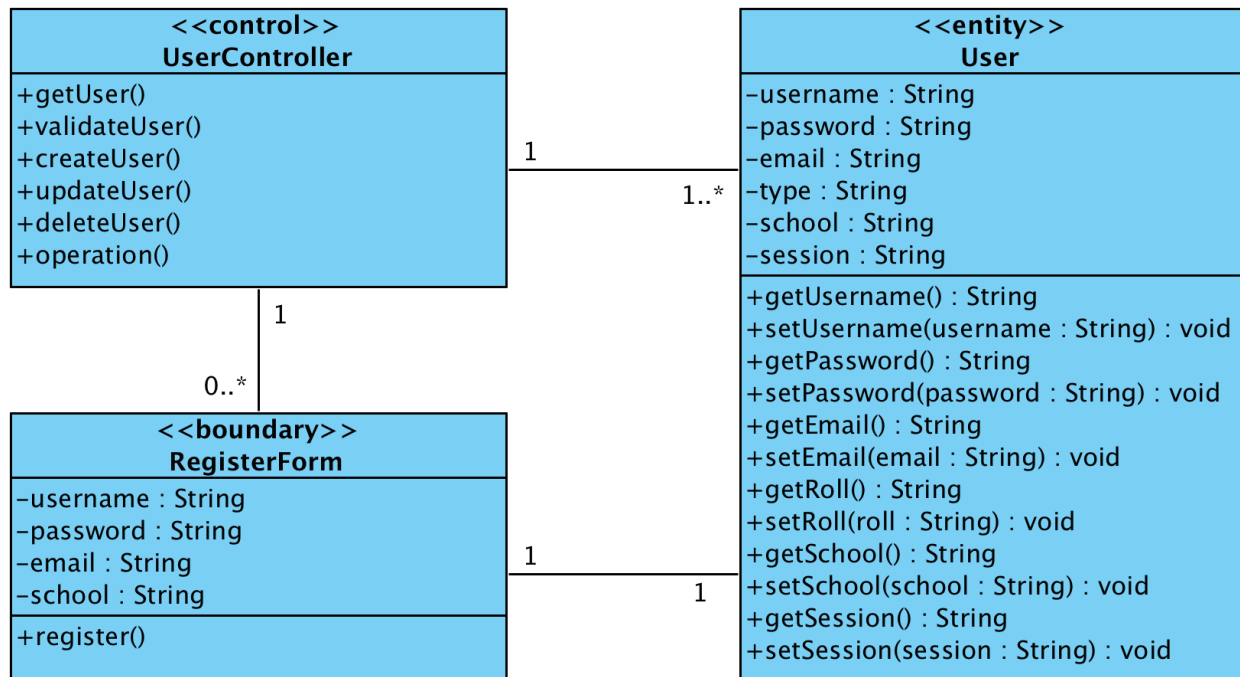 <<control>>
UserController
+getUser()
+validateUser()
+createUser()
+updateUser()
+deleteUser()
+operation()
1
1..*
<<entity>>
User
−username : String
−password : String
−email : String
−type : String
−school : String
−session : String
+getUsername() : String
+setUsername(username : String) : void
+getPassword() : String
+setPassword(password : String) : void
+getEmail() : String
+setEmail(email : String) : void
+getRoll() : String
+setRoll(roll : String) : void
+getSchool() : String
+setSchool(school : String) : void
+getSession() : String
+setSession(session : String) : void
1
0..*
<<boundary>>
RegisterForm
−username : String
−password : String
−email : String
−school : String
+register()
1
1